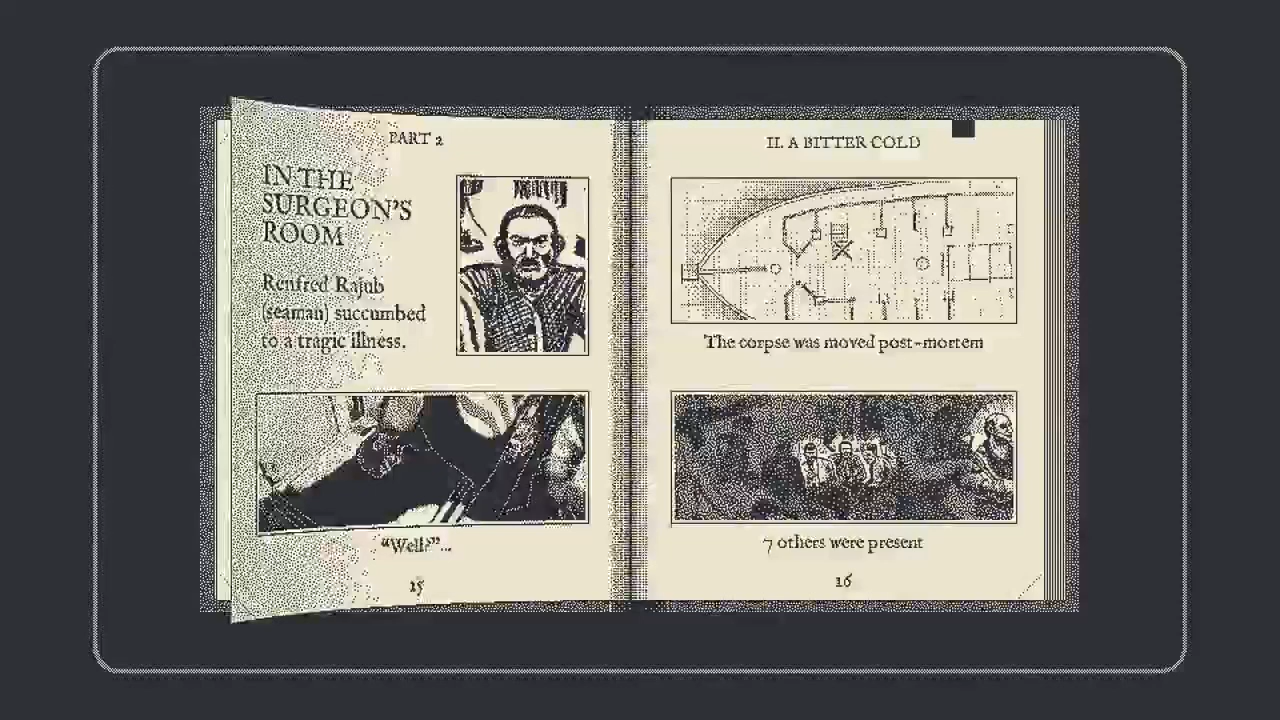 PART 2
IN THE
SURGEON'S
ROOM
Renfred Rajub
(seaman) succumbed
to a tragic illness.
“Well?”...
15
II. A BITTER COLD
The corpse was moved post-mortem
7 others were present
16